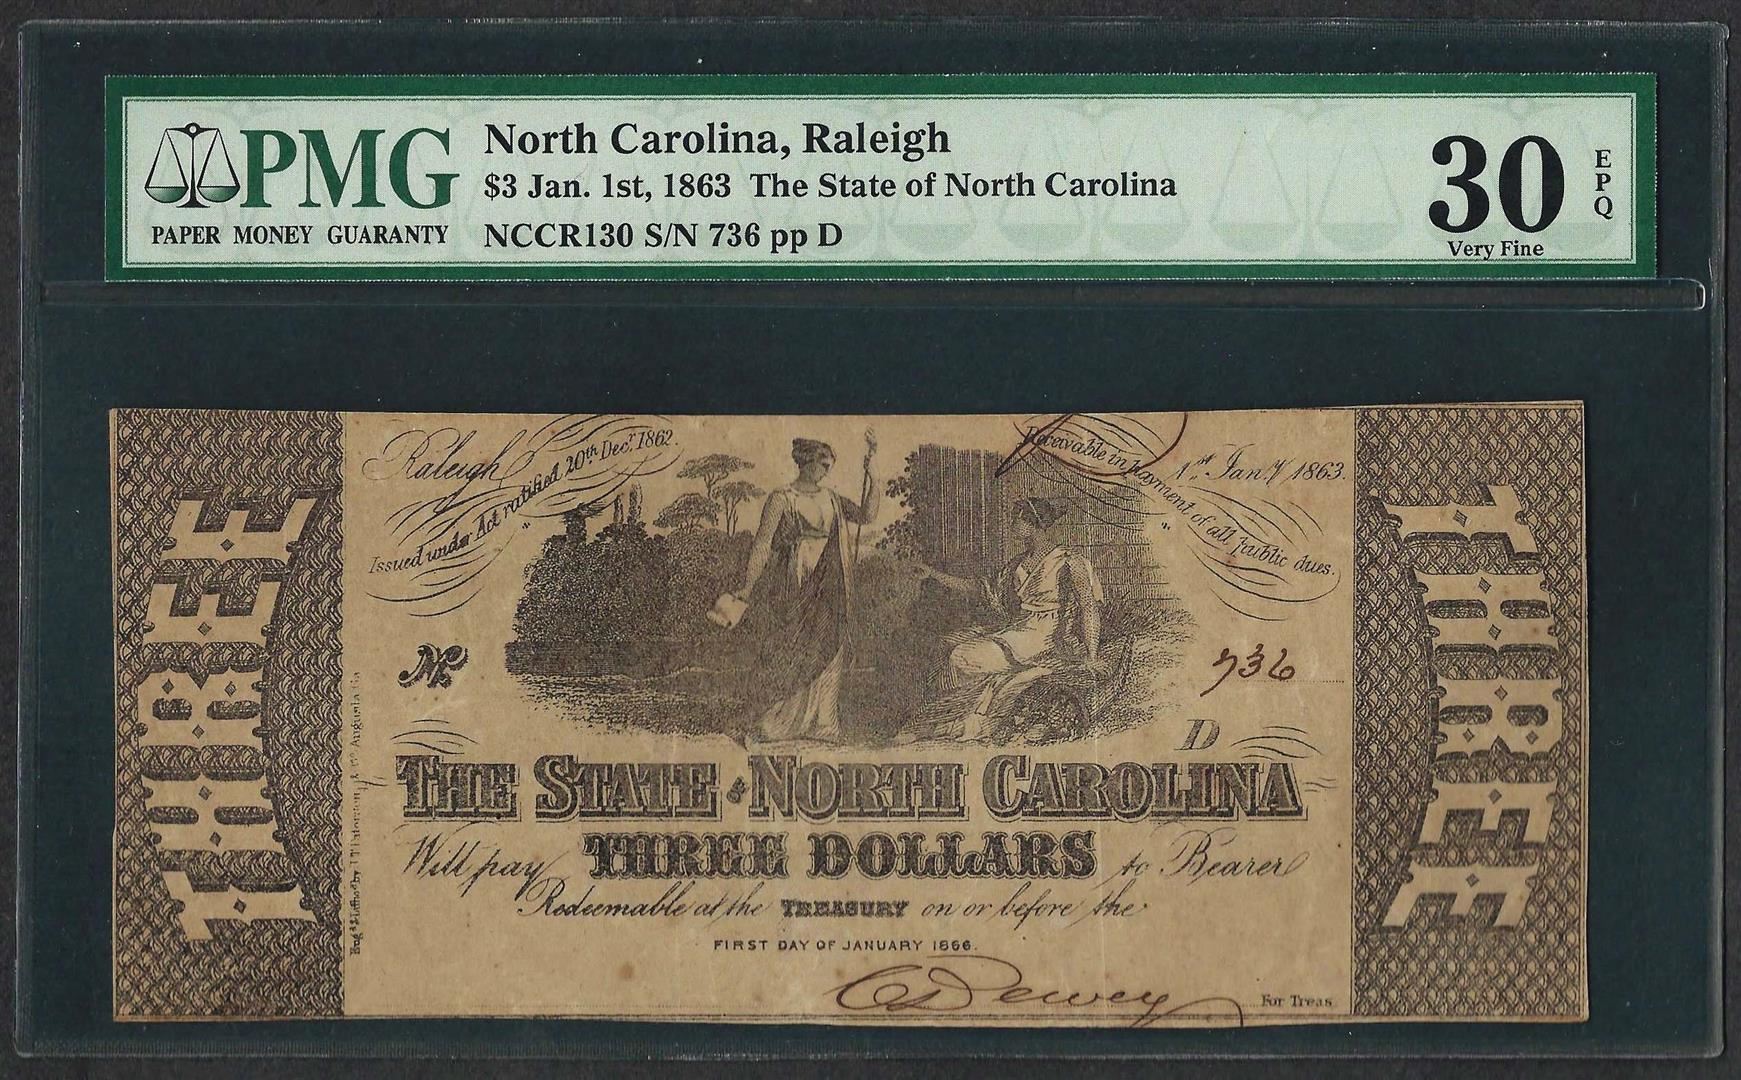 PMG
PAPER MONEY GUARANTY
North Carolina, Raleigh
$3 Jan. 1st, 1863 The State of North Carolina
NCCR130 S/N 736 pp D
30
EPQ
Very Fine
Raleigh
1st Jany 1863.
Issued under Act ratified 20th Decr 1862.
Receivable in payment of all public dues.
THREE
THREE
No 736
D
THE STATE of NORTH CAROLINA
Will pay THREE DOLLARS to Bearer
Redeemable at the TREASURY on or before the
FIRST DAY OF JANUARY 1866.
C Dewey
For Treas
Augusta Ga